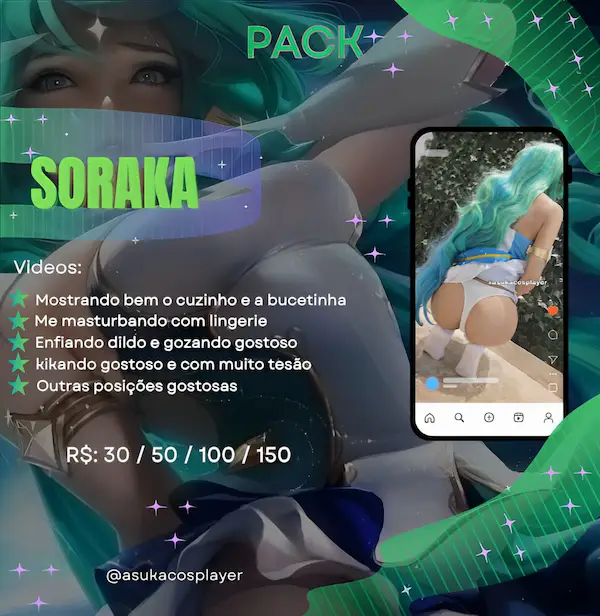 PACK
SORAKA
Videos:
Mostrando bem o cuzinho e a bucetinha
Me masturbando com lingerie
Enfiando dildo e gozando gostoso
kikando gostoso e com muito tesão
Outras posições gostosas
R$: 30 / 50 / 100 / 150
asukacosplayer
@asukacosplayer